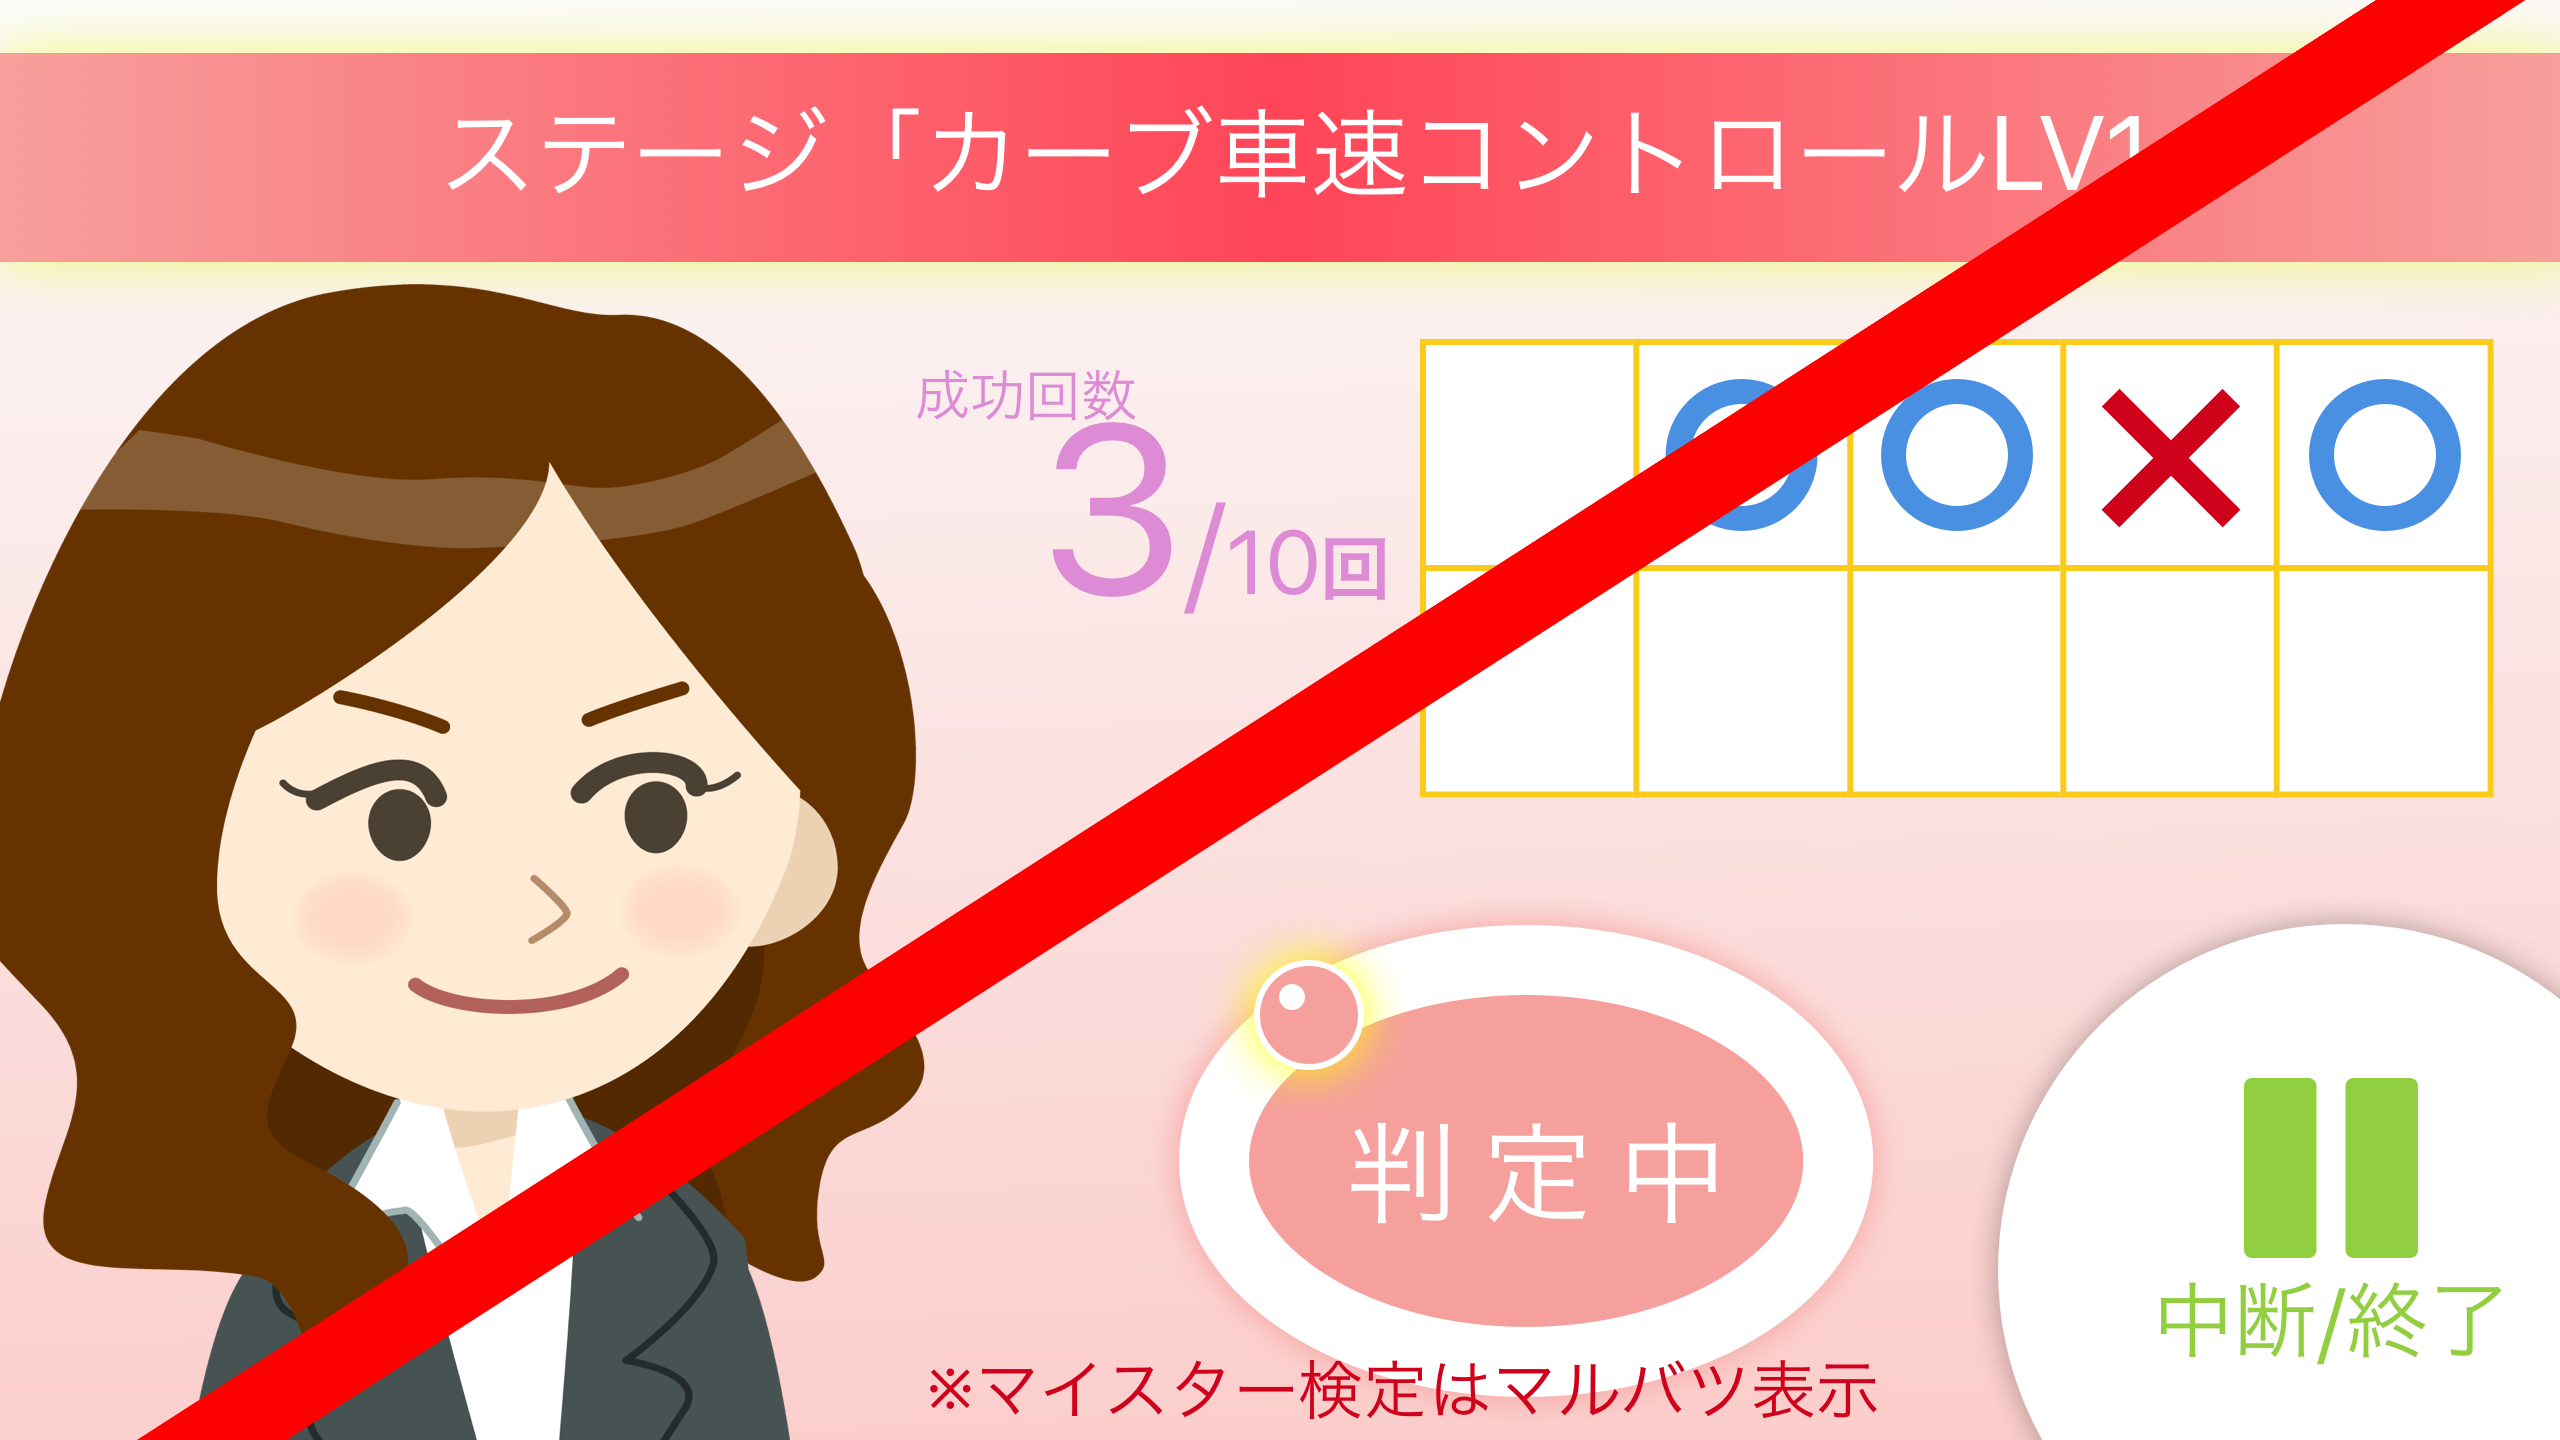 ステージ「カーブ車速コントロールLV1
成功回数
3/10回
判定中
中断/終了
※マイスター検定はマルバツ表示